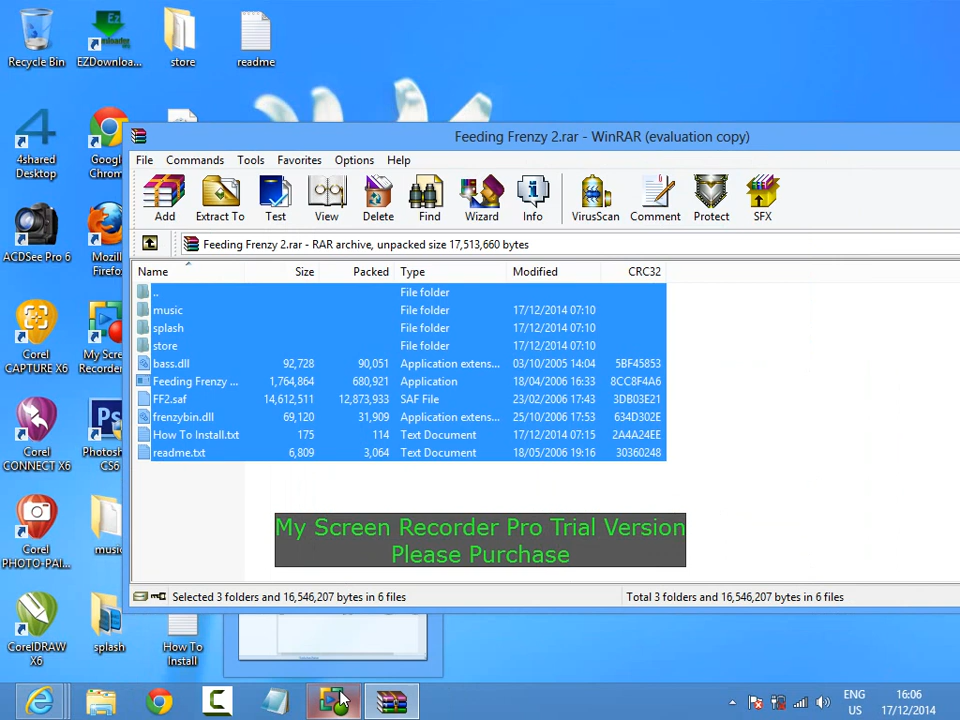 Recycle Bin
EZDownloa...
store
readme
4shared
Desktop
Googl
Chrom
ACDSee Pro 6
Mozill
Firefo
Corel
CAPTURE X6
My Scre
Recorder
Corel
CONNECT X6
Ps
Photosh
CS6
Corel
PHOTO-PAI...
music
CorelDRAW
X6
splash
How To
Install
Feeding Frenzy 2.rar - WinRAR (evaluation copy)
File Commands Tools Favorites Options Help
Add Extract To Test View Delete Find Wizard Info VirusScan Comment Protect SFX
Feeding Frenzy 2.rar - RAR archive, unpacked size 17,513,660 bytes
Name Size Packed Type Modified CRC32
.. File folder
music File folder 17/12/2014 07:10
splash File folder 17/12/2014 07:10
store File folder 17/12/2014 07:10
bass.dll 92,728 90,051 Application extens... 03/10/2005 14:04 5BF45853
Feeding Frenzy ... 1,764,864 680,921 Application 18/04/2006 16:33 8CC8F4A6
FF2.saf 14,612,511 12,873,933 SAF File 23/02/2006 17:43 3DB03E21
frenzybin.dll 69,120 31,909 Application extens... 25/10/2006 17:53 634D302E
How To Install.txt 175 114 Text Document 17/12/2014 07:15 2A4A24EE
readme.txt 6,809 3,064 Text Document 18/05/2006 19:16 30360248
My Screen Recorder Pro Trial Version
Please Purchase
Selected 3 folders and 16,546,207 bytes in 6 files
Total 3 folders and 16,546,207 bytes in 6 files
ENG
US
16:06
17/12/2014